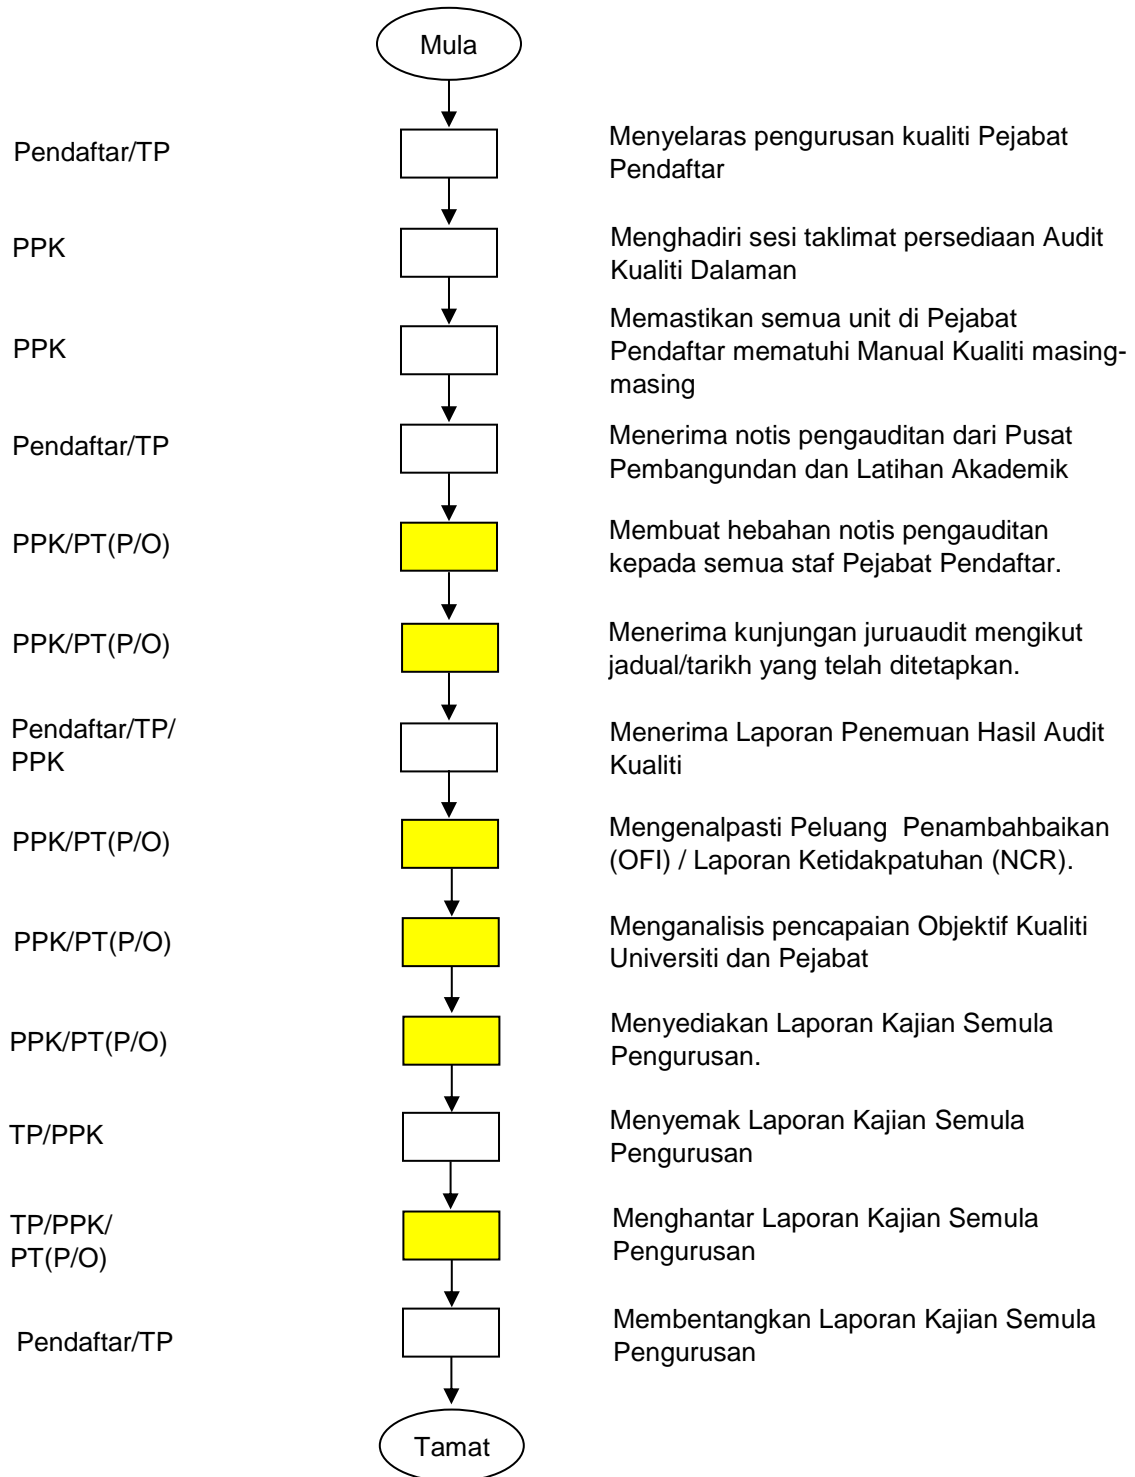 Mula
Pendaftar/TP
Menyelaras pengurusan kualiti Pejabat
Pendaftar
PPK
Menghadiri sesi taklimat persediaan Audit
Kualiti Dalaman
PPK
Memastikan semua unit di Pejabat
Pendaftar mematuhi Manual Kualiti masing-
masing
Pendaftar/TP
Menerima notis pengauditan dari Pusat
Pembangundan dan Latihan Akademik
PPK/PT(P/O)
Membuat hebahan notis pengauditan
kepada semua staf Pejabat Pendaftar.
PPK/PT(P/O)
Menerima kunjungan juruaudit mengikut
jadual/tarikh yang telah ditetapkan.
Pendaftar/TP/
PPK
Menerima Laporan Penemuan Hasil Audit
Kualiti
PPK/PT(P/O)
Mengenalpasti Peluang  Penambahbaikan
(OFI) / Laporan Ketidakpatuhan (NCR).
PPK/PT(P/O)
Menganalisis pencapaian Objektif Kualiti
Universiti dan Pejabat
PPK/PT(P/O)
Menyediakan Laporan Kajian Semula
Pengurusan.
TP/PPK
Menyemak Laporan Kajian Semula
Pengurusan
TP/PPK/
PT(P/O)
Menghantar Laporan Kajian Semula
Pengurusan
Pendaftar/TP
Membentangkan Laporan Kajian Semula
Pengurusan
Tamat